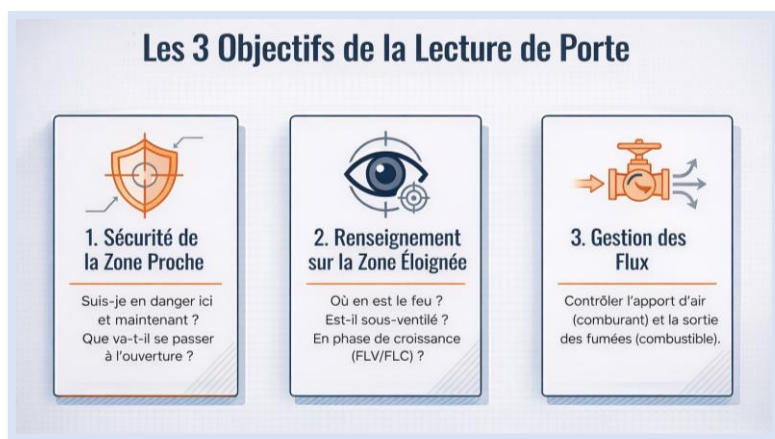 Les 3 Objectifs de la Lecture de Porte
1. Sécurité de
la Zone Proche
Suis-je en danger ici
et maintenant ?
Que va-t-il se passer
à l'ouverture ?
2. Renseignement
sur la Zone Éloignée
Où en est le feu ?
Est-il sous-ventilé ?
En phase de croissance
(FLV/FLC) ?
3. Gestion des
Flux
Contrôler l'apport d'air
(comburant) et la sortie
des fumées (combustible).